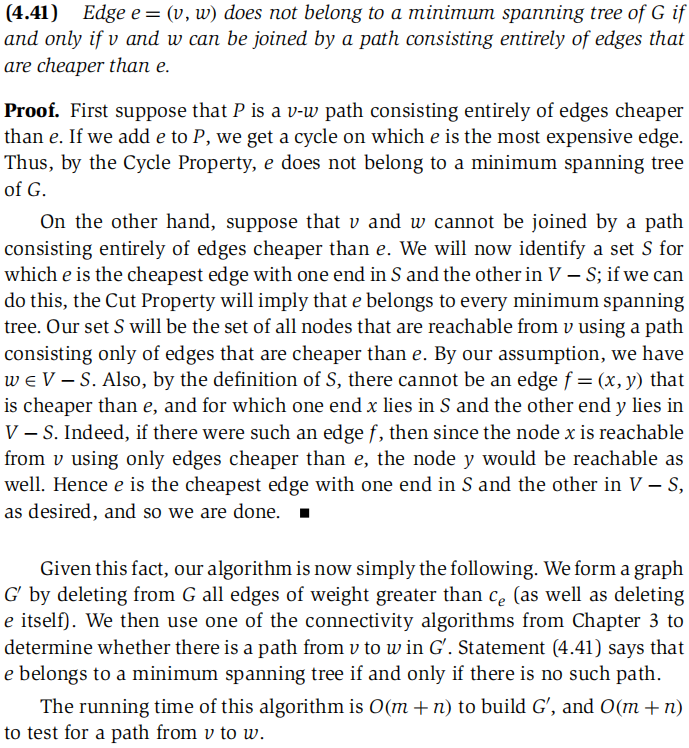 (4.41) Edge e = (v, w) does not belong to a minimum spanning tree of G if
and only if v and w can be joined by a path consisting entirely of edges that
are cheaper than e.
Proof. First suppose that P is a v-w path consisting entirely of edges cheaper
than e. If we add e to P, we get a cycle on which e is the most expensive edge.
Thus, by the Cycle Property, e does not belong to a minimum spanning tree
of G.
On the other hand, suppose that v and w cannot be joined by a path
consisting entirely of edges cheaper than e. We will now identify a set S for
which e is the cheapest edge with one end in S and the other in V − S; if we can
do this, the Cut Property will imply that e belongs to every minimum spanning
tree. Our set S will be the set of all nodes that are reachable from v using a path
consisting only of edges that are cheaper than e. By our assumption, we have
w ∈ V − S. Also, by the definition of S, there cannot be an edge f = (x, y) that
is cheaper than e, and for which one end x lies in S and the other end y lies in
V − S. Indeed, if there were such an edge f, then since the node x is reachable
from v using only edges cheaper than e, the node y would be reachable as
well. Hence e is the cheapest edge with one end in S and the other in V − S,
as desired, and so we are done. ■
Given this fact, our algorithm is now simply the following. We form a graph
G′ by deleting from G all edges of weight greater than cₑ (as well as deleting
e itself). We then use one of the connectivity algorithms from Chapter 3 to
determine whether there is a path from v to w in G′. Statement (4.41) says that
e belongs to a minimum spanning tree if and only if there is no such path.
The running time of this algorithm is O(m + n) to build G′, and O(m + n)
to test for a path from v to w.